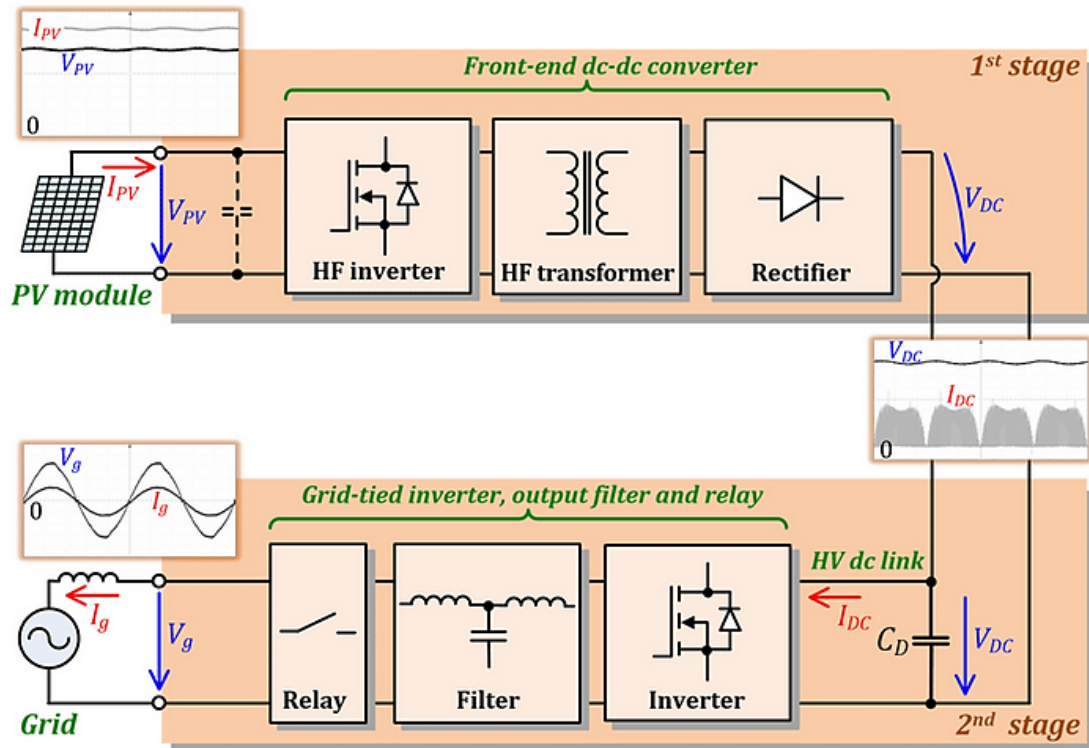 I_PV
V_PV
0
Front-end dc-dc converter
1st stage
I_PV
V_PV
V_DC
HF inverter
HF transformer
Rectifier
PV module
V_DC
I_DC
0
V_g
I_g
0
Grid-tied inverter, output filter and relay
HV dc link
I_g
V_g
I_DC
C_D
V_DC
Relay
Filter
Inverter
Grid
2nd stage